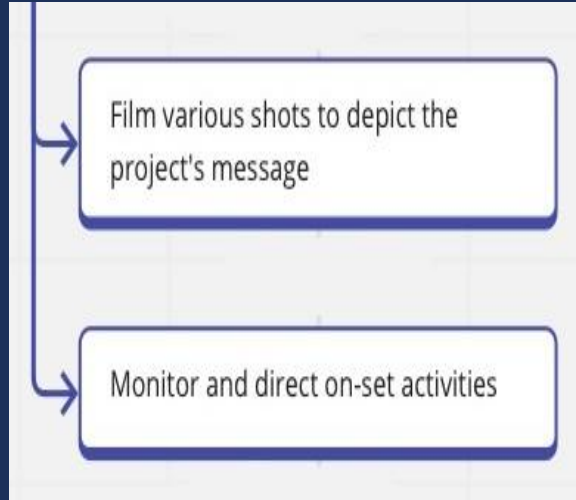 Film various shots to depict the
project's message
Monitor and direct on-set activities